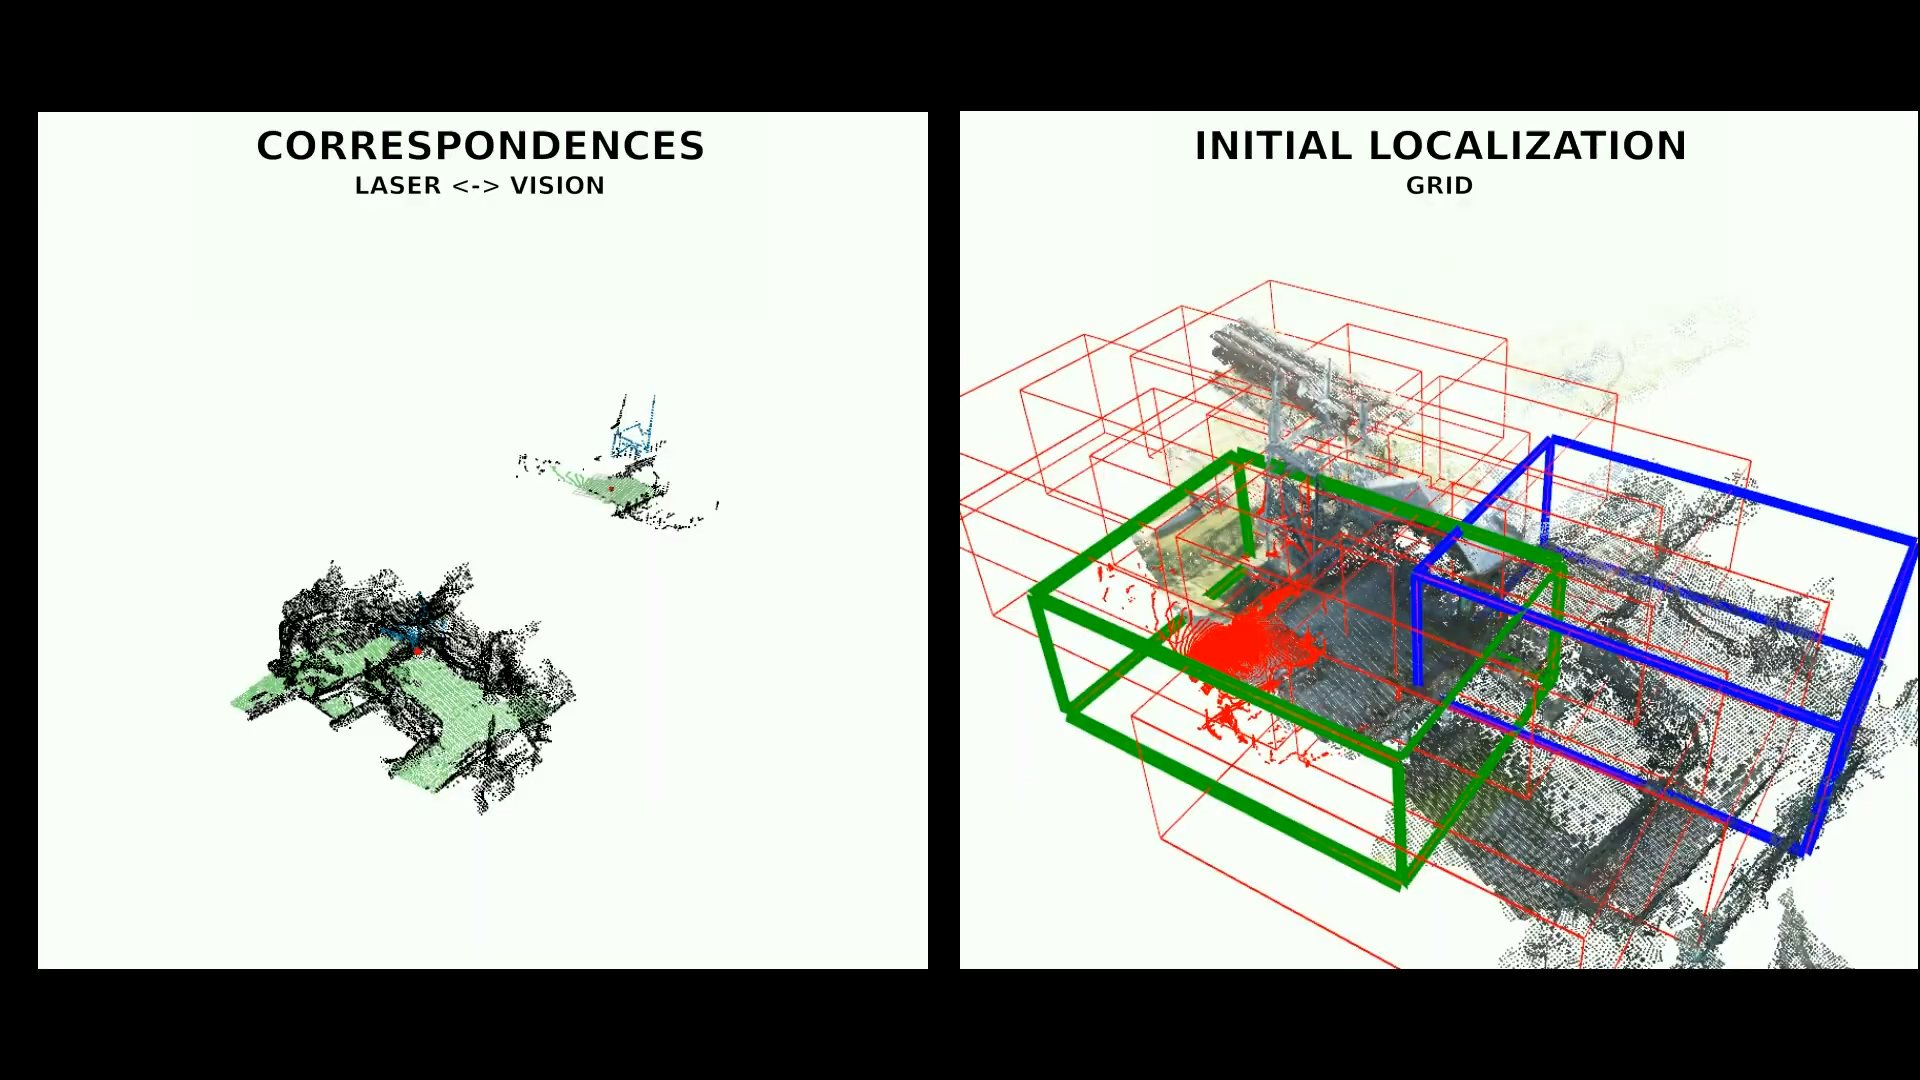 CORRESPONDENCES
LASER <-> VISION
INITIAL LOCALIZATION
GRID